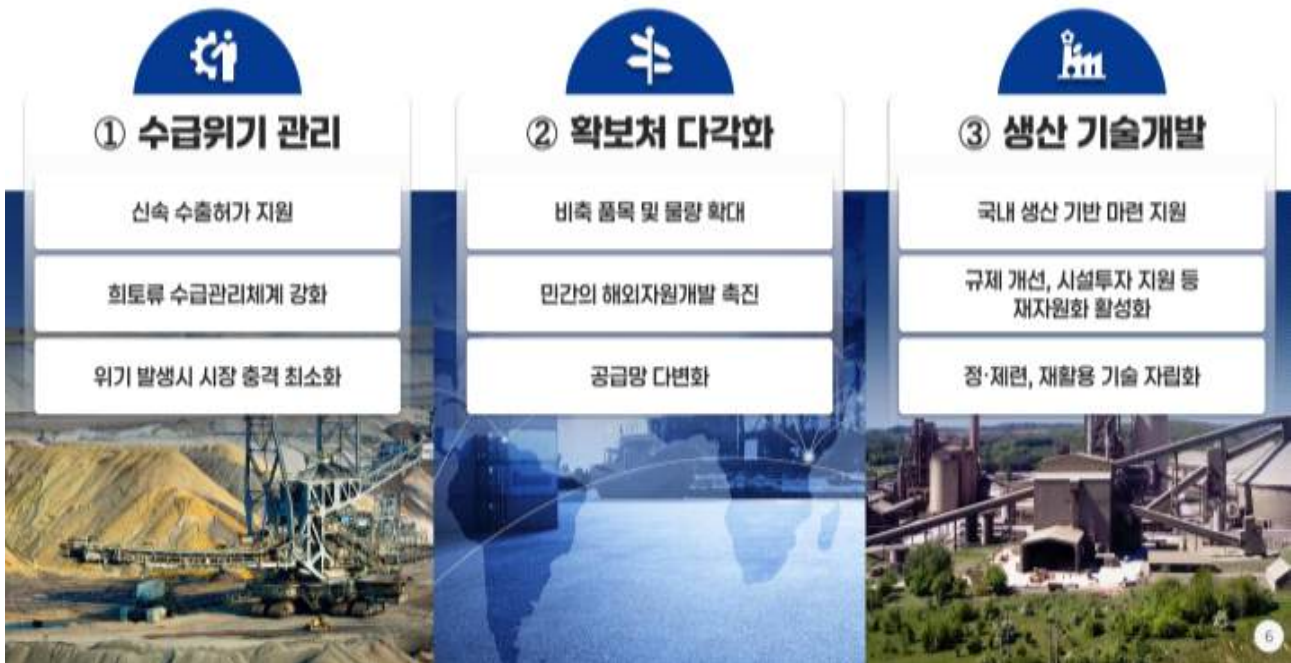 ① 수급위기 관리
신속 수출허가 지원
희토류 수급관리체계 강화
위기 발생시 시장 충격 최소화
② 확보처 다각화
비축 품목 및 물량 확대
민간의 해외자원개발 촉진
공급망 다변화
③ 생산 기술개발
국내 생산 기반 마련 지원
규제 개선, 시설투자 지원 등
재자원화 활성화
정·제련, 재활용 기술 자립화
6